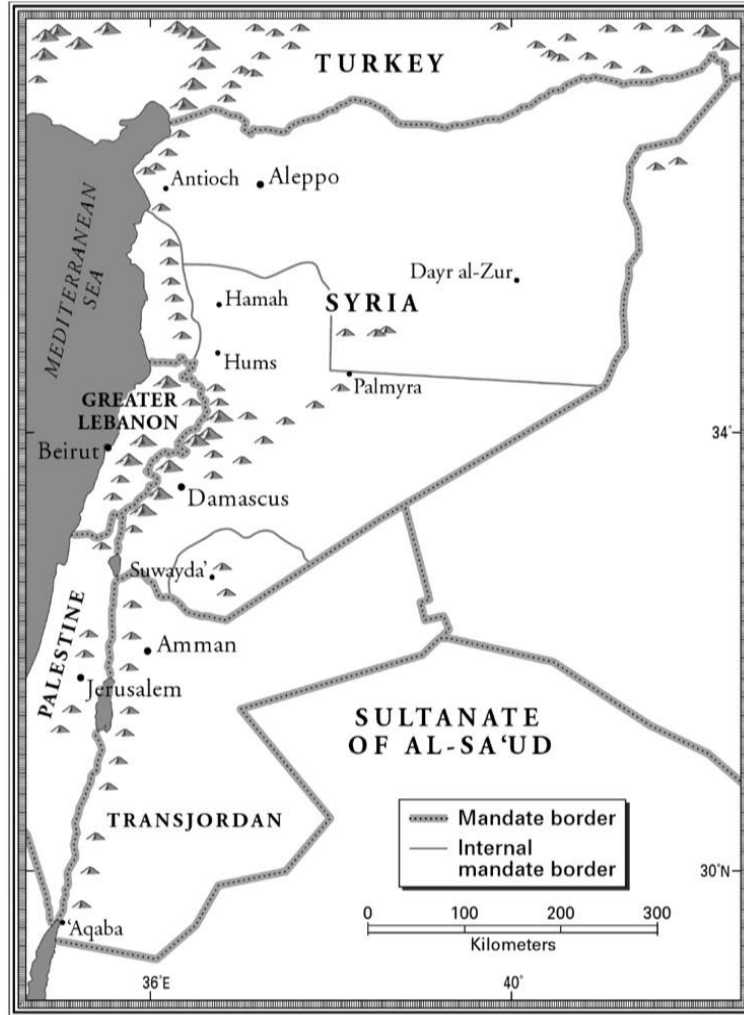 TURKEY
MEDITERRANEAN
SEA
Antioch
Aleppo
Dayr al-Zur
Hamah
SYRIA
Hums
Palmyra
GREATER
LEBANON
34°
Beirut
Damascus
Suwayda'
PALESTINE
Amman
Jerusalem
SULTANATE
OF AL-SA‘UD
TRANSJORDAN
Mandate border
Internal
mandate border
30°N
‘Aqaba
0 100 200 300
Kilometers
36°E 40°